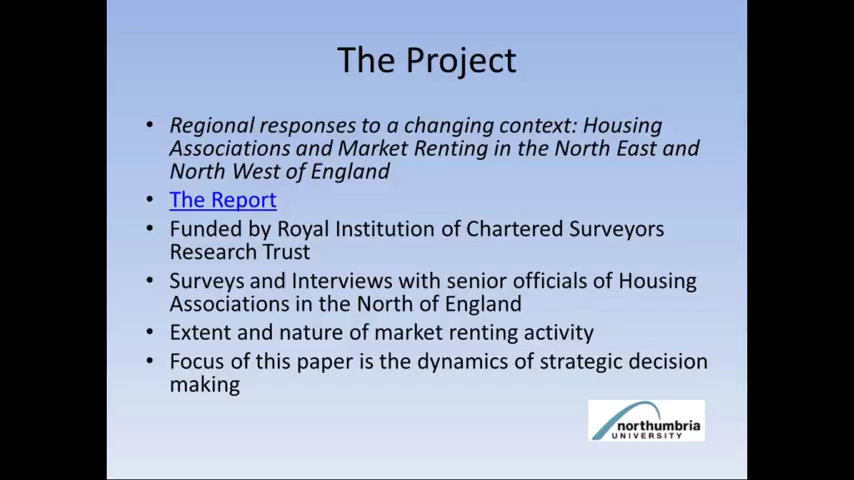 The Project
• Regional responses to a changing context: Housing
Associations and Market Renting in the North East and
North West of England
• The Report
• Funded by Royal Institution of Chartered Surveyors
Research Trust
• Surveys and Interviews with senior officials of Housing
Associations in the North of England
• Extent and nature of market renting activity
• Focus of this paper is the dynamics of strategic decision
making
northumbria
UNIVERSITY